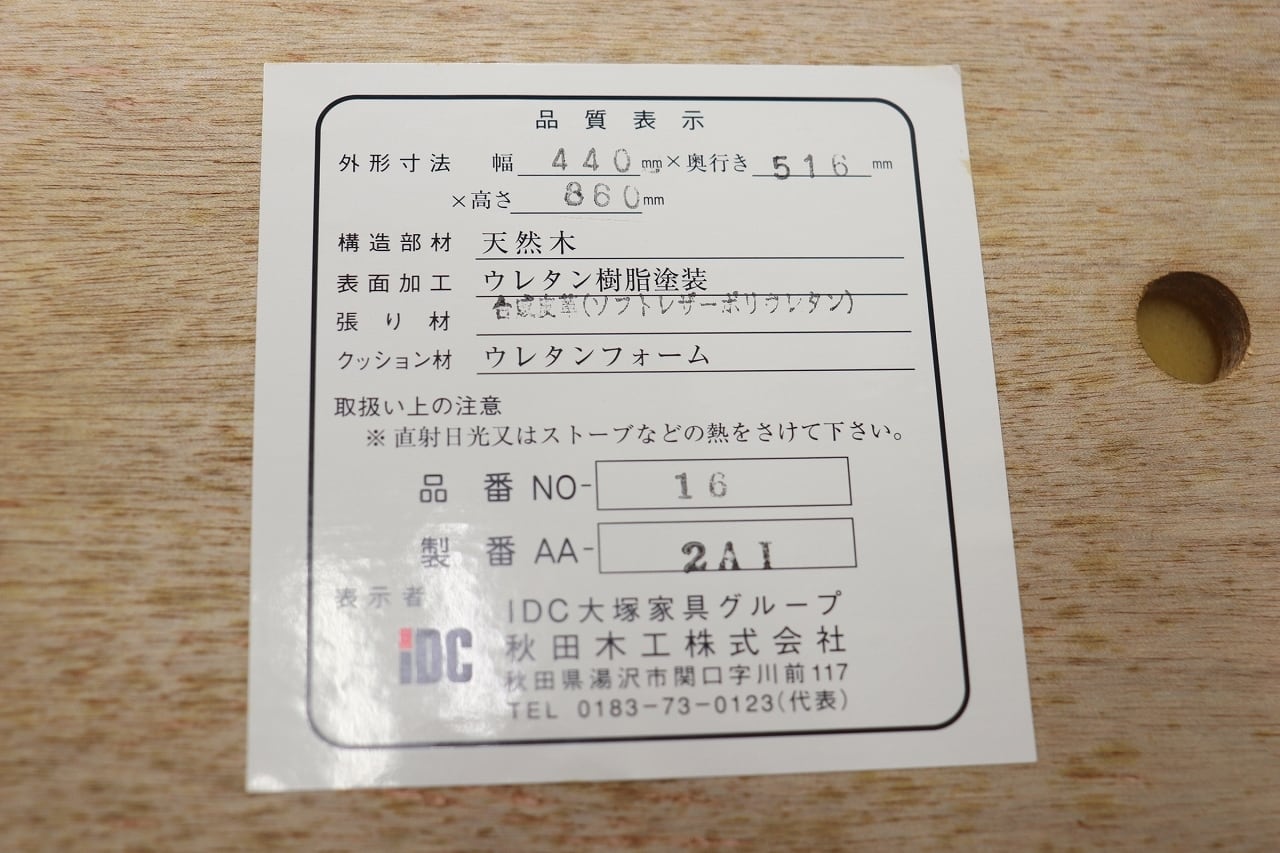 品質表示
外形寸法 幅 440mm×奥行き 516mm
×高さ 860mm
構造部材 天然木
表面加工 ウレタン樹脂塗装
張り材 合成皮革(ソフトレザーポリウレタン)
クッション材 ウレタンフォーム
取扱い上の注意
※直射日光又はストーブなどの熱をさけて下さい。
品番 NO- 16
製番 AA- 2AI
表示者
IDC大塚家具グループ
iDC 秋田木工株式会社
秋田県湯沢市関口字川前117
TEL 0183-73-0123(代表)